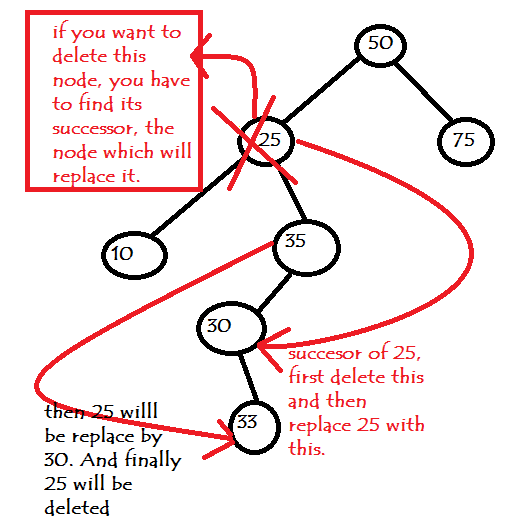 if you want to
delete this
node, you have
to find its
successor, the
node which will
replace it.
50
25
75
10
35
30
succesor of 25,
first delete this
and then
replace 25 with
this.
then 25 willl
be replace by
30. And finally
25 will be
deleted
33